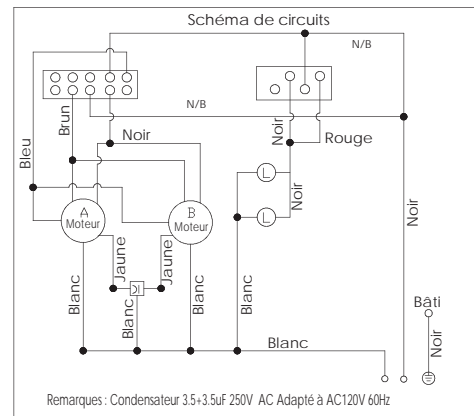 Schéma de circuits
N/B
N/B
Bleu
Brun
Noir
Noir
Rouge
L
Noir
L
A
Moteur
B
Moteur
Noir
Jaune
Jaune
Blanc
Blanc
Blanc
Blanc
Blanc
Bâti
Noir
Remarques : Condensateur 3.5+3.5uF 250V AC Adapté à AC120V 60Hz